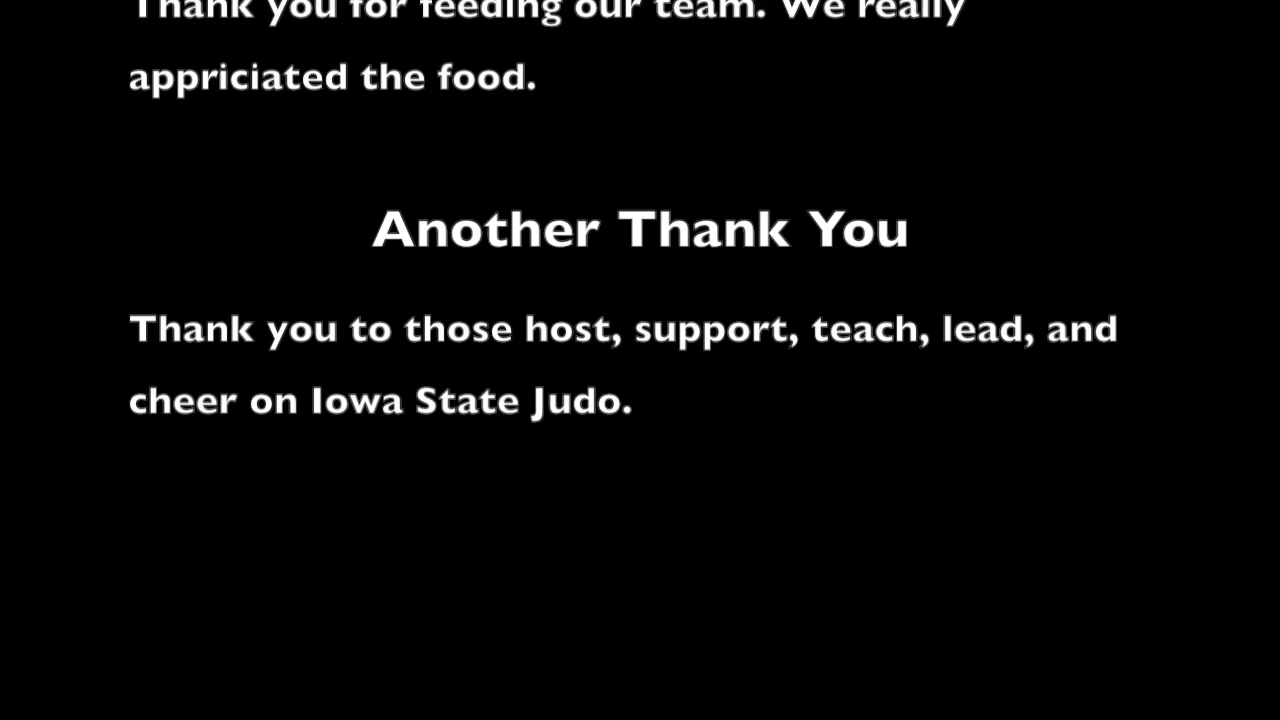 Thank you for feeding our team. We really
appriciated the food.
Another Thank You
Thank you to those host, support, teach, lead, and
cheer on Iowa State Judo.